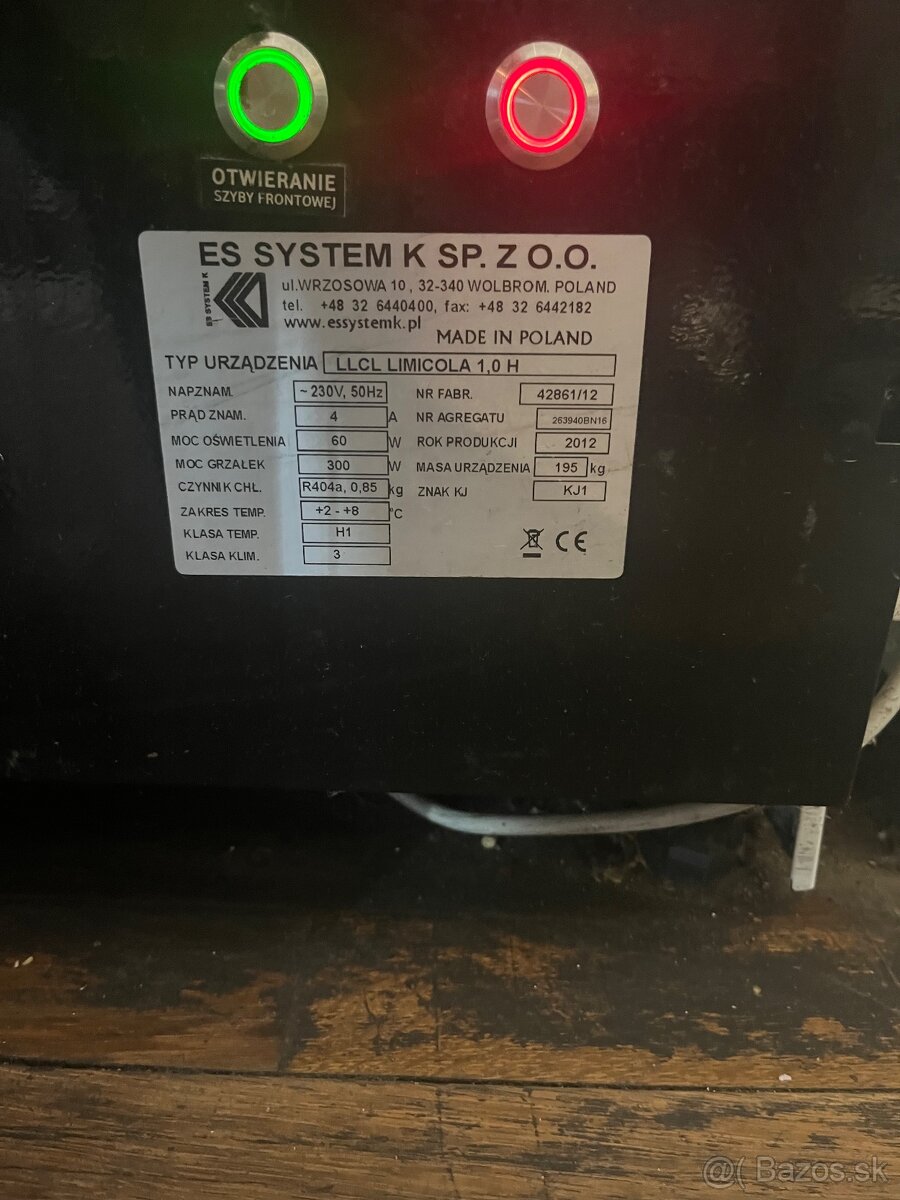 OTWIERANIE
SZYBY FRONTOWEJ
ES SYSTEM K SP. Z O.O.
ES SYSTEM K
ul.WRZOSOWA 10 , 32-340 WOLBROM. POLAND
tel. +48 32 6440400, fax: +48 32 6442182
www.essystemk.pl
MADE IN POLAND
TYP URZĄDZENIA LLCL LIMICOLA 1,0 H
NAPZNAM. ~ 230V, 50Hz NR FABR. 42861/12
PRĄD ZNAM. 4 A NR AGREGATU 263940BN16
MOC OŚWIETLENIA 60 W ROK PRODUKCJI 2012
MOC GRZAŁEK 300 W MASA URZĄDZENIA 195 kg
CZYNNIK CHŁ. R404a, 0,85 kg ZNAK KJ KJ1
ZAKRES TEMP. +2 - +8 °C
KLASA TEMP. H1
KLASA KLIM. 3
CE
@( Bazos.sk